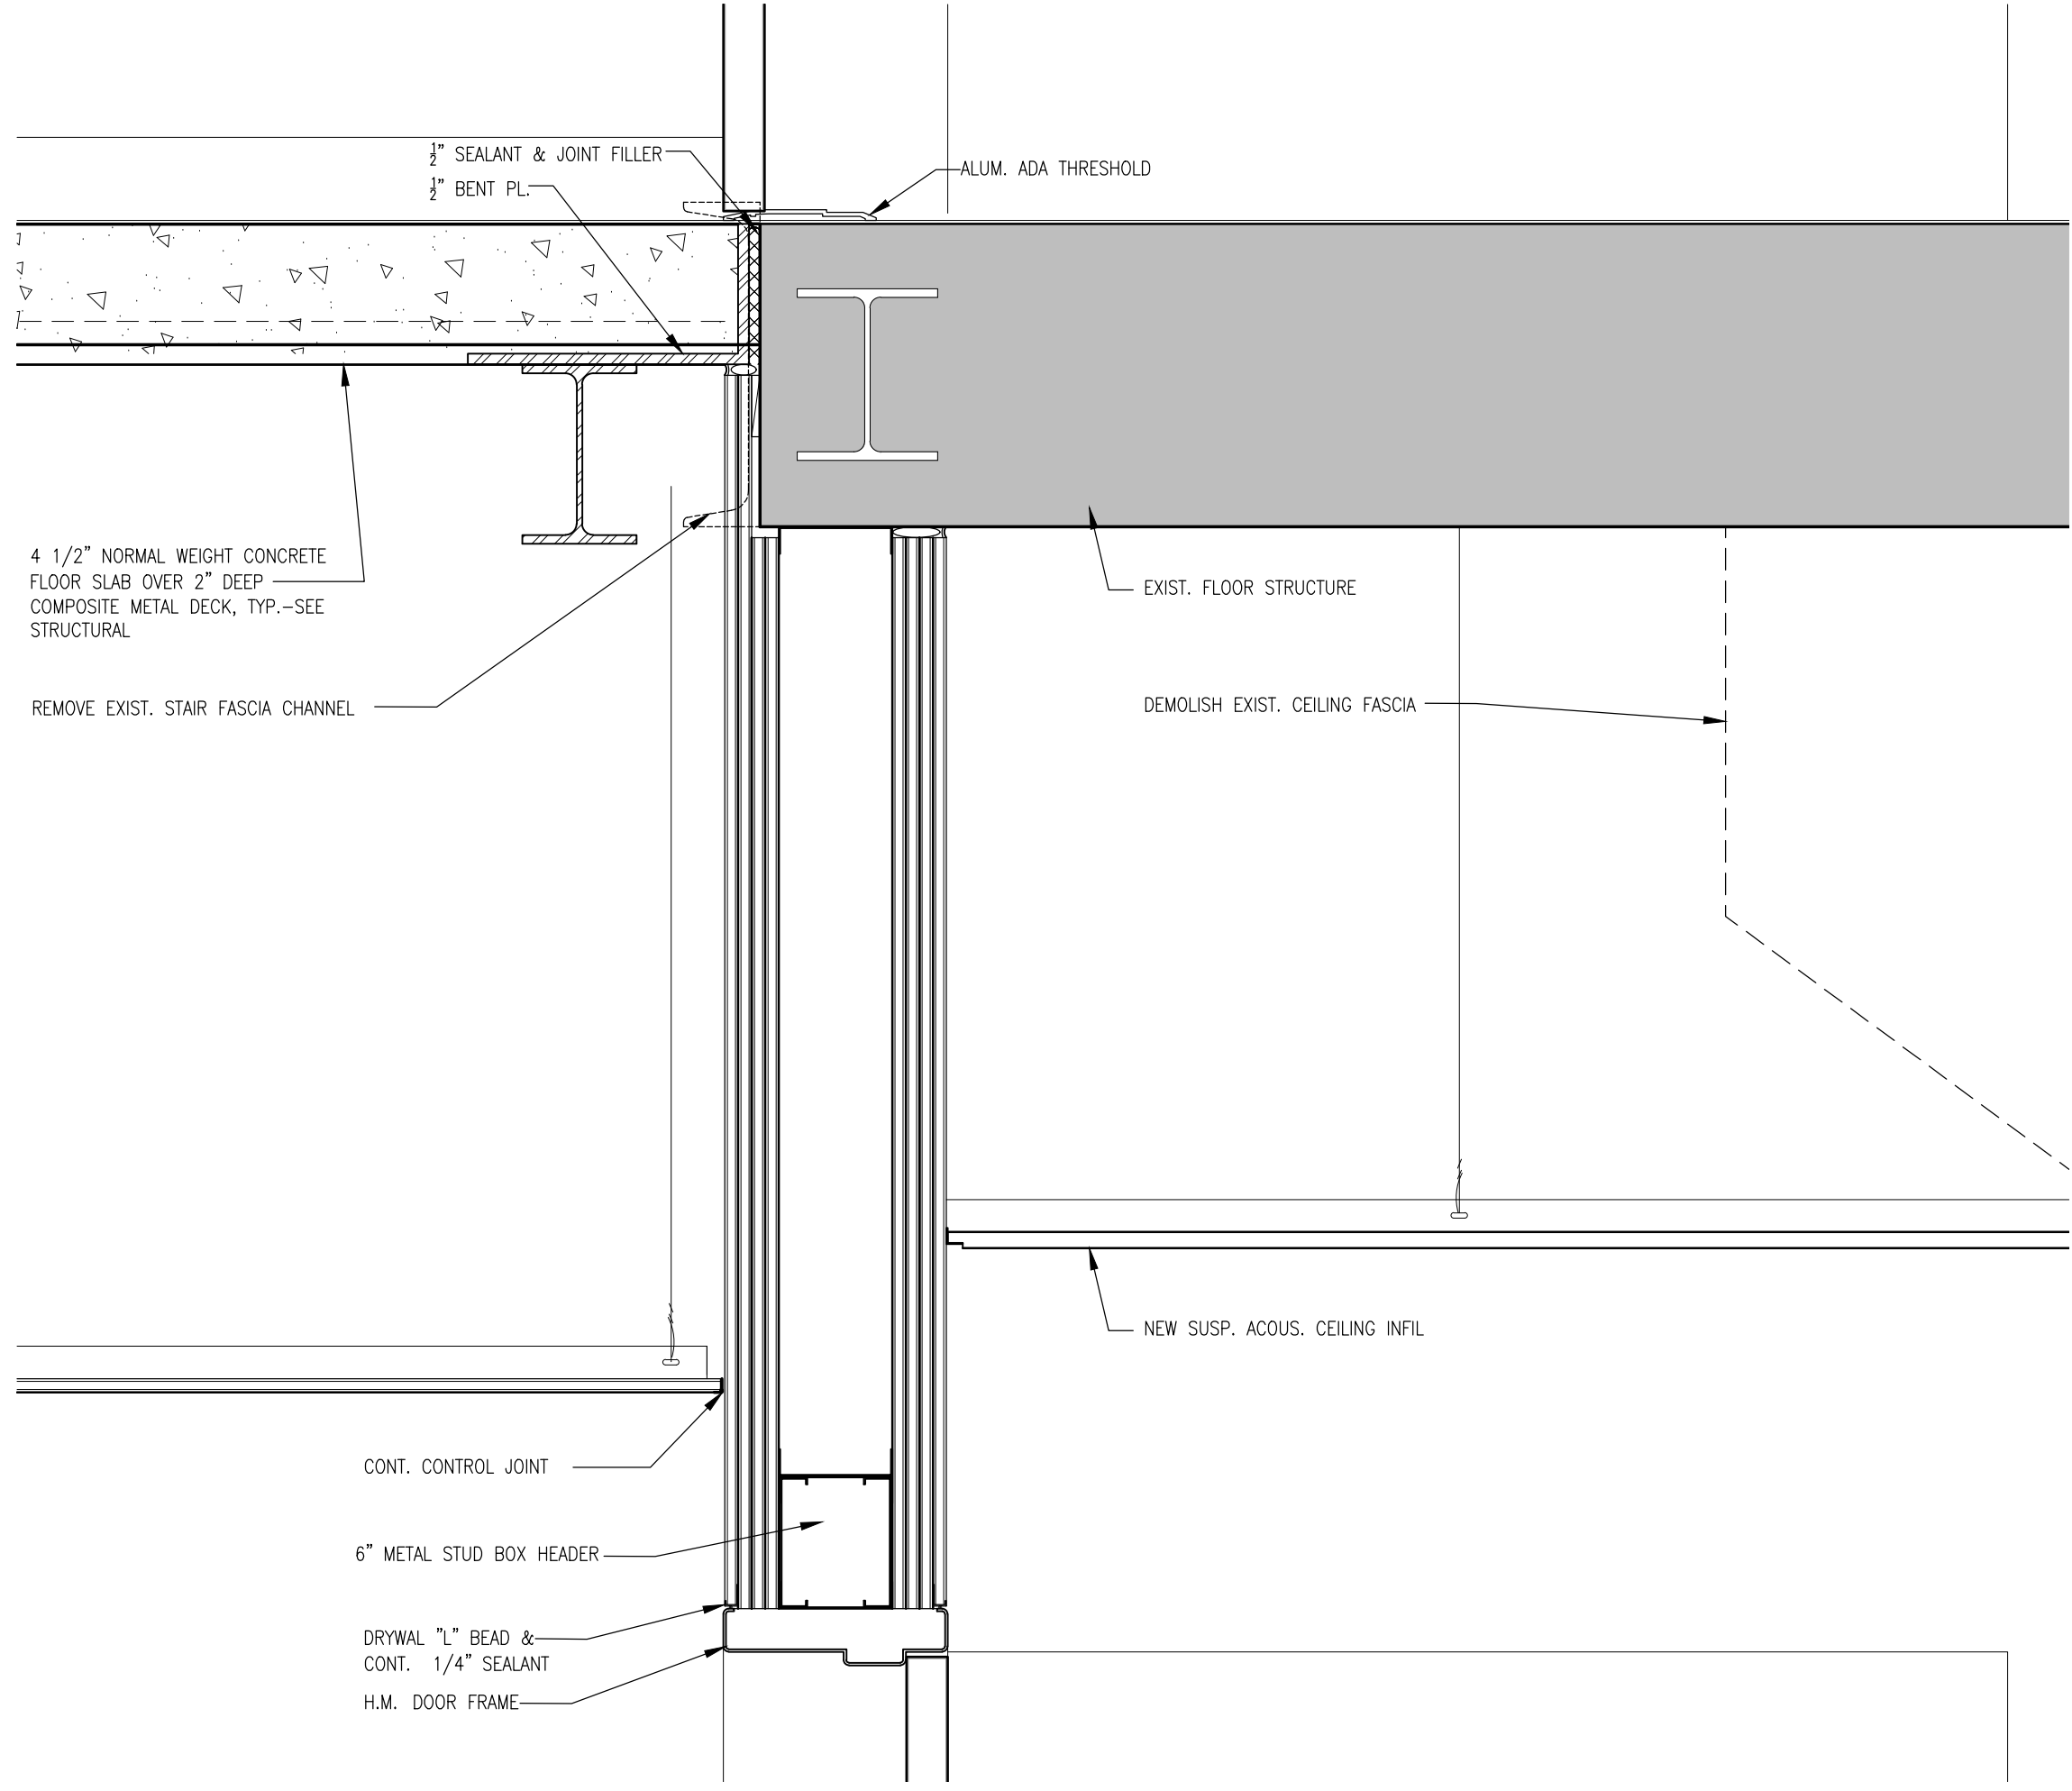 ½" SEALANT & JOINT FILLER
½" BENT PL.
ALUM. ADA THRESHOLD
4 1/2" NORMAL WEIGHT CONCRETE
FLOOR SLAB OVER 2" DEEP
COMPOSITE METAL DECK, TYP.-SEE
STRUCTURAL
EXIST. FLOOR STRUCTURE
REMOVE EXIST. STAIR FASCIA CHANNEL
DEMOLISH EXIST. CEILING FASCIA
NEW SUSP. ACOUS. CEILING INFIL
CONT. CONTROL JOINT
6" METAL STUD BOX HEADER
DRYWAL "L" BEAD &
CONT. 1/4" SEALANT
H.M. DOOR FRAME